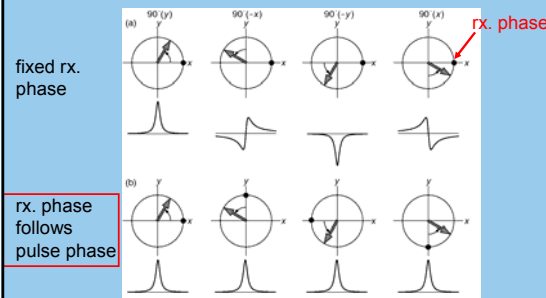 (a) 90°(y) 90°(-x) 90°(-y) 90°(x)
y y y y
rx. phase
x x x x
fixed rx.
phase
(b) y y y y
rx. phase
follows
pulse phase
x x x x